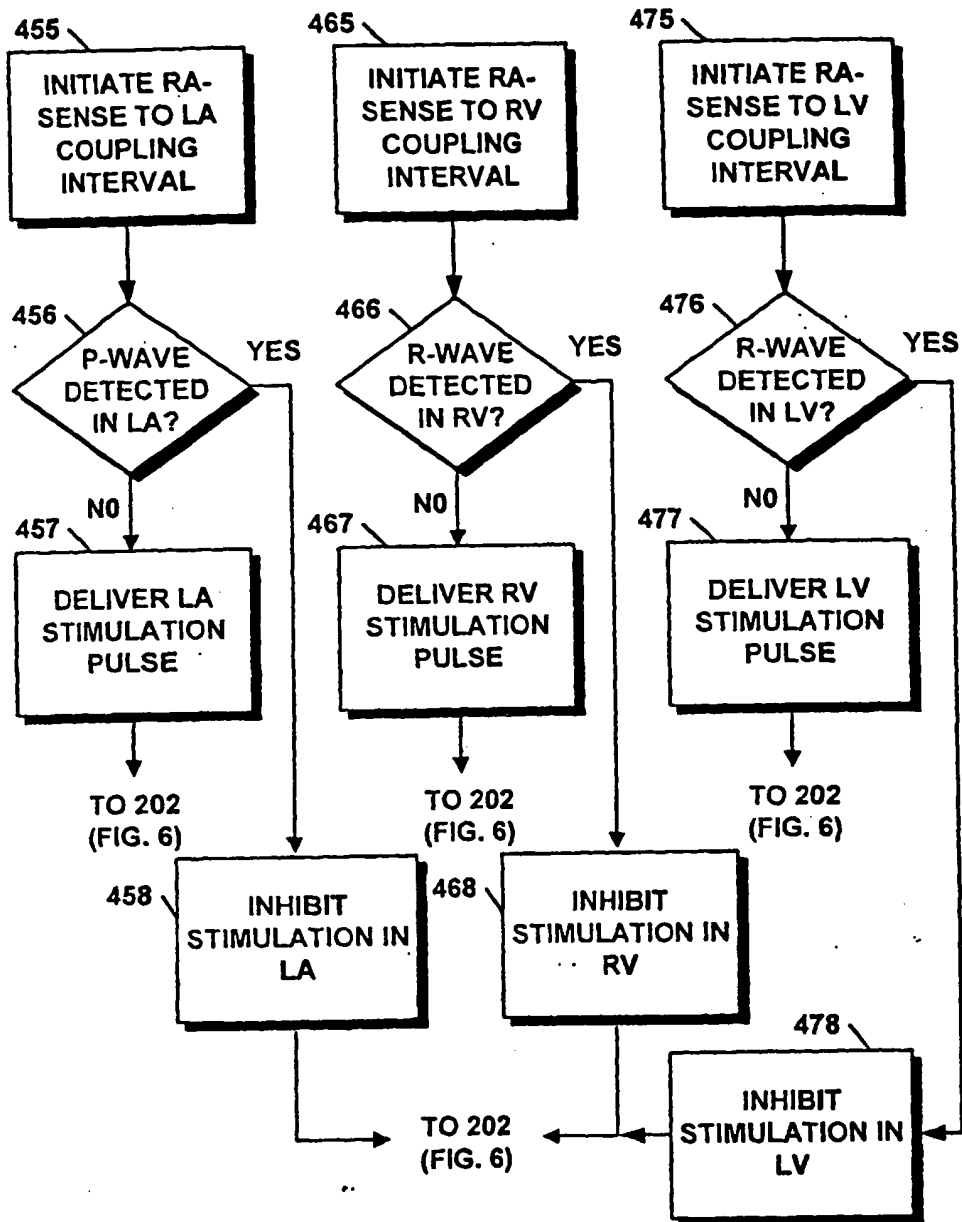 455
INITIATE RA-
SENSE TO LA
COUPLING
INTERVAL
465
INITIATE RA-
SENSE TO RV
COUPLING
INTERVAL
475
INITIATE RA-
SENSE TO LV
COUPLING
INTERVAL
456
P-WAVE
DETECTED
IN LA?
YES
NO
466
R-WAVE
DETECTED
IN RV?
YES
NO
476
R-WAVE
DETECTED
IN LV?
YES
NO
457
DELIVER LA
STIMULATION
PULSE
467
DELIVER RV
STIMULATION
PULSE
477
DELIVER LV
STIMULATION
PULSE
TO 202
(FIG. 6)
TO 202
(FIG. 6)
TO 202
(FIG. 6)
458
INHIBIT
STIMULATION IN
LA
468
INHIBIT
STIMULATION IN
RV
478
INHIBIT
STIMULATION IN
LV
TO 202
(FIG. 6)